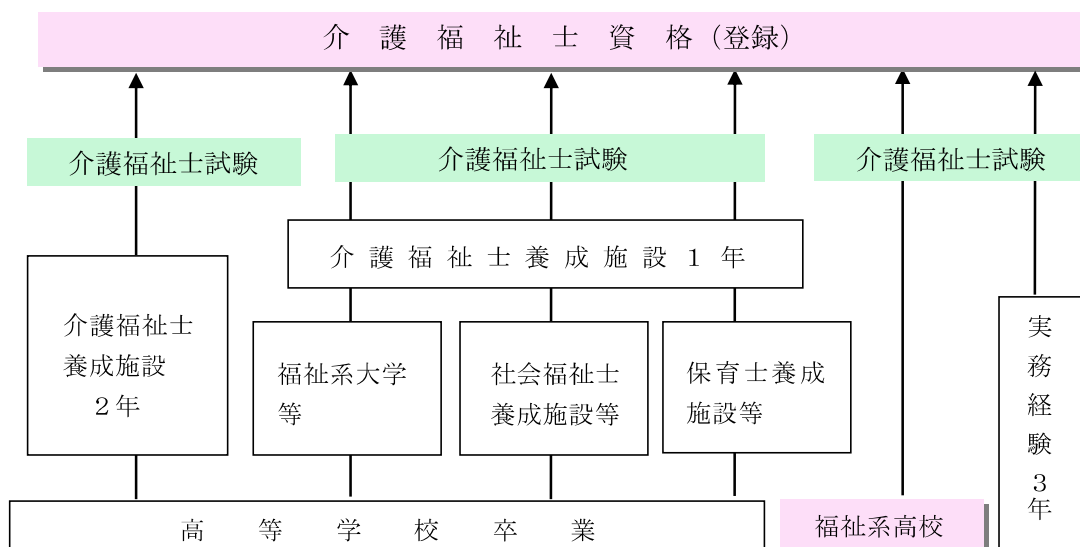 介護福祉士資格（登録）
介護福祉士試験
介護福祉士試験
介護福祉士試験
介護福祉士養成施設１年
介護福祉士
養成施設
２年
福祉系大学
等
社会福祉士
養成施設等
保育士養成
施設等
実務経験３年
高等学校卒業
福祉系高校